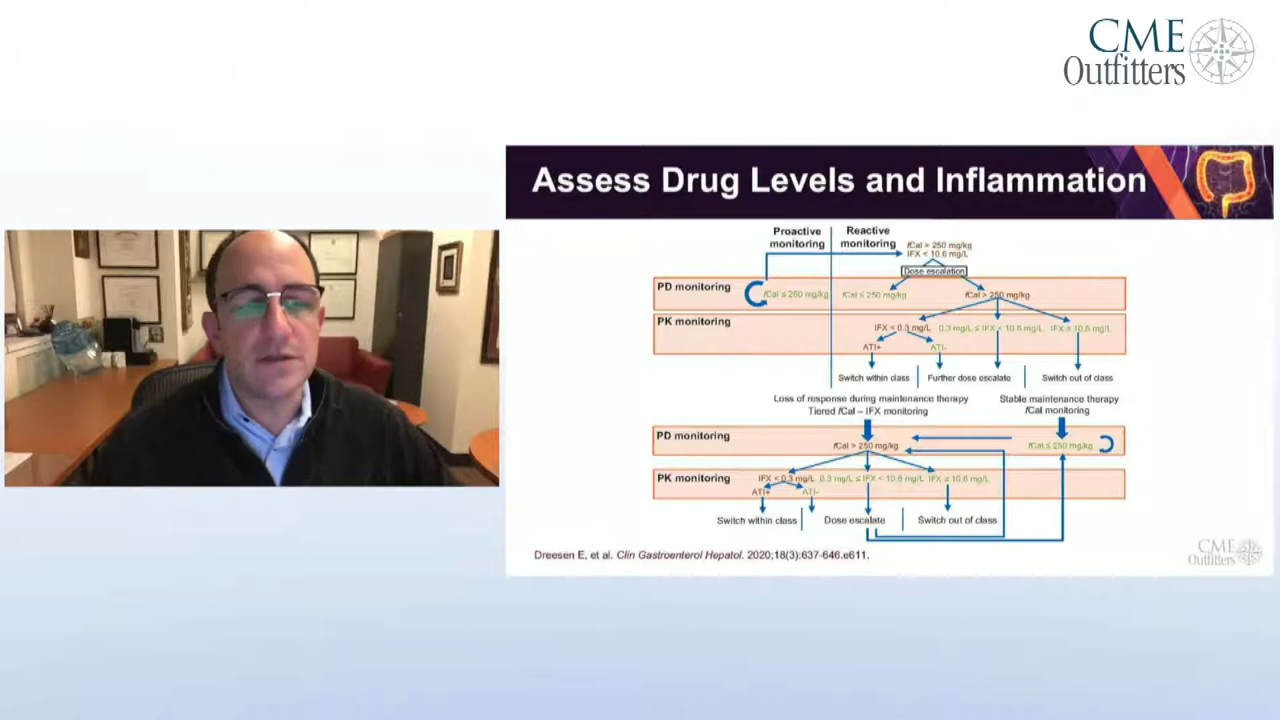 CME
Outfitters
Assess Drug Levels and Inflammation
Proactive
monitoring
Reactive
monitoring
fCal > 250 mg/kg
IFX < 10.6 mg/L
Dose escalation
PD monitoring
fCal ≤ 250 mg/kg
fCal ≤ 250 mg/kg
fCal > 250 mg/kg
PK monitoring
IFX < 0.3 mg/L
0.3 mg/L ≤ IFX < 10.6 mg/L
IFX ≥ 10.6 mg/L
ATI+
ATI-
Switch within class
Further dose escalate
Switch out of class
Loss of response during maintenance therapy
Tiered fCal – IFX monitoring
Stable maintenance therapy
fCal monitoring
PD monitoring
fCal > 250 mg/kg
fCal ≤ 250 mg/kg
PK monitoring
IFX < 0.3 mg/L
0.3 mg/L ≤ IFX < 10.6 mg/L
IFX ≥ 10.6 mg/L
ATI+
ATI-
Switch within class
Dose escalate
Switch out of class
Dreesen E, et al. Clin Gastroenterol Hepatol. 2020;18(3):637-646.e611.
CME
Outfitters